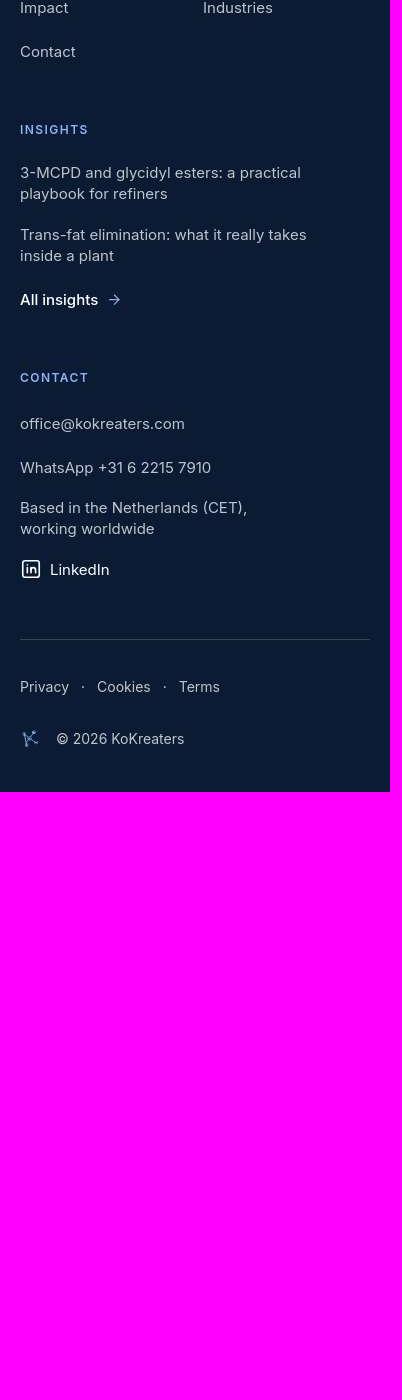 Impact
Industries
Contact
INSIGHTS
3-MCPD and glycidyl esters: a practical
playbook for refiners
Trans-fat elimination: what it really takes
inside a plant
All insights →
CONTACT
office@kokreaters.com
WhatsApp +31 6 2215 7910
Based in the Netherlands (CET),
working worldwide
LinkedIn
Privacy · Cookies · Terms
© 2026 KoKreaters